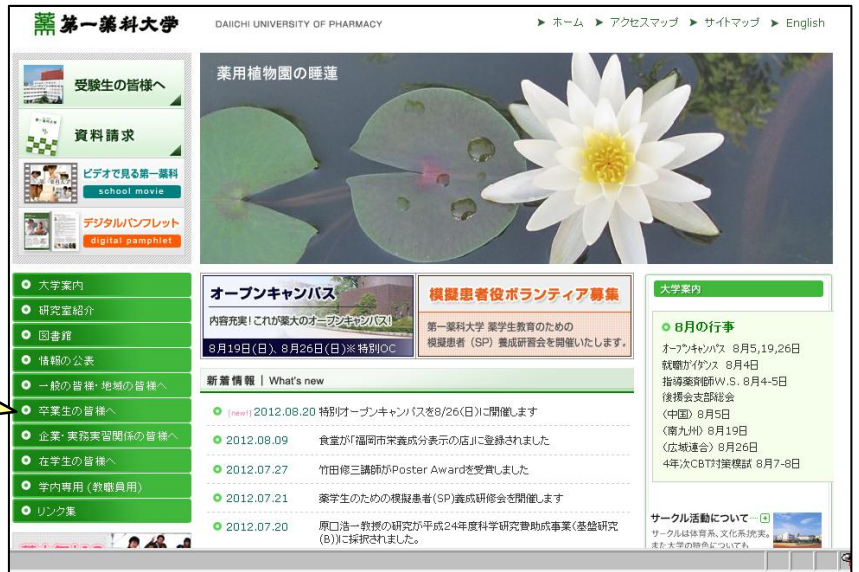 薬 第一薬科大学
DAIICHI UNIVERSITY OF PHARMACY
ホーム アクセスマップ サイトマップ English
受験生の皆様へ
資料請求
ビデオで見る第一薬科
school movie
デジタルパンフレット
digital pamphlet
薬用植物園の睡蓮
大学案内
研究室紹介
図書館
情報の公表
一般の皆様・地域の皆様へ
卒業生の皆様へ
企業・実務実習関係の皆様へ
在学生の皆様へ
学内専用(教職員用)
リンク集
オープンキャンパス
内容充実!これが薬大のオープンキャンパス!
8月19日(日)、8月26日(日)※特別OC
模擬患者役ボランティア募集
第一薬科大学 薬学生教育のための
模擬患者(SP)養成研習会を開催いたします。
新着情報 | What's new
[new!] 2012.08.20 特別オープンキャンパスを8/26(日)に開催します
2012.08.09 食堂が「福岡市栄養成分表示の店」に登録されました
2012.07.27 竹田修三講師がPoster Awardを受賞しました
2012.07.21 薬学生のための模擬患者(SP)養成研修会を開催します
2012.07.20 原口浩一教授の研究が平成24年度科学研究費助成事業(基盤研究
(B))に採択されました。
大学案内
8月の行事
オープンキャンパス 8月5,19,26日
就職ガイダンス 8月4日
指導薬剤師W.S. 8月4-5日
後援会支部総会
(中国) 8月5日
(南九州) 8月19日
(広域連合) 8月26日
4年次CBT対策模試 8月7-8日
サークル活動について
サークルは体育系、文化系充実。
また大学の特色についても